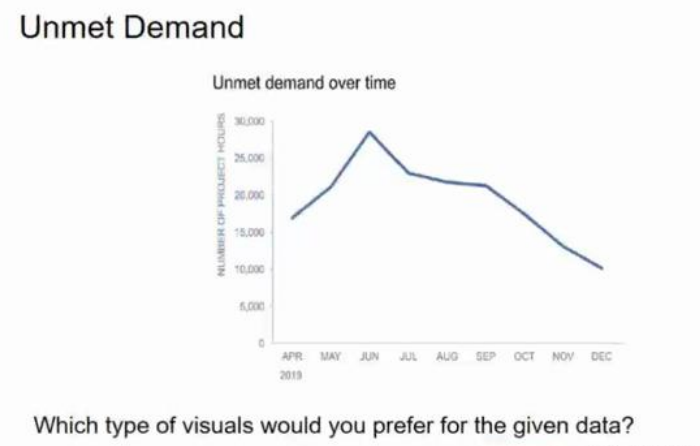 Unmet Demand
Unmet demand over time
NUMBER OF PROJECT HOURS
30,000
25,000
20,000
15,000
10,000
5,000
0
APR MAY JUN JUL AUG SEP OCT NOV DEC
2019
Which type of visuals would you prefer for the given data?